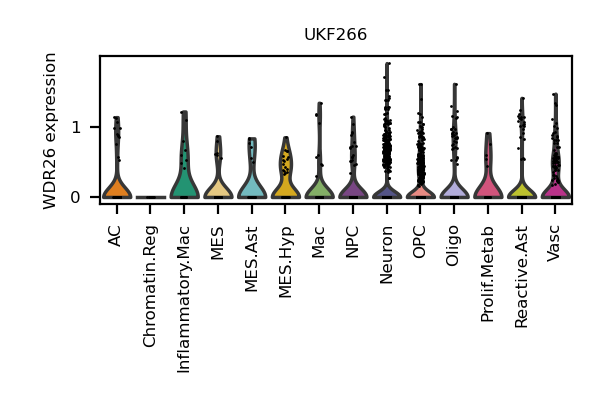 UKF266
WDR26 expression
1
0
AC
Chromatin.Reg
Inflammatory.Mac
MES
MES.Ast
MES.Hyp
Mac
NPC
Neuron
OPC
Oligo
Prolif.Metab
Reactive.Ast
Vasc